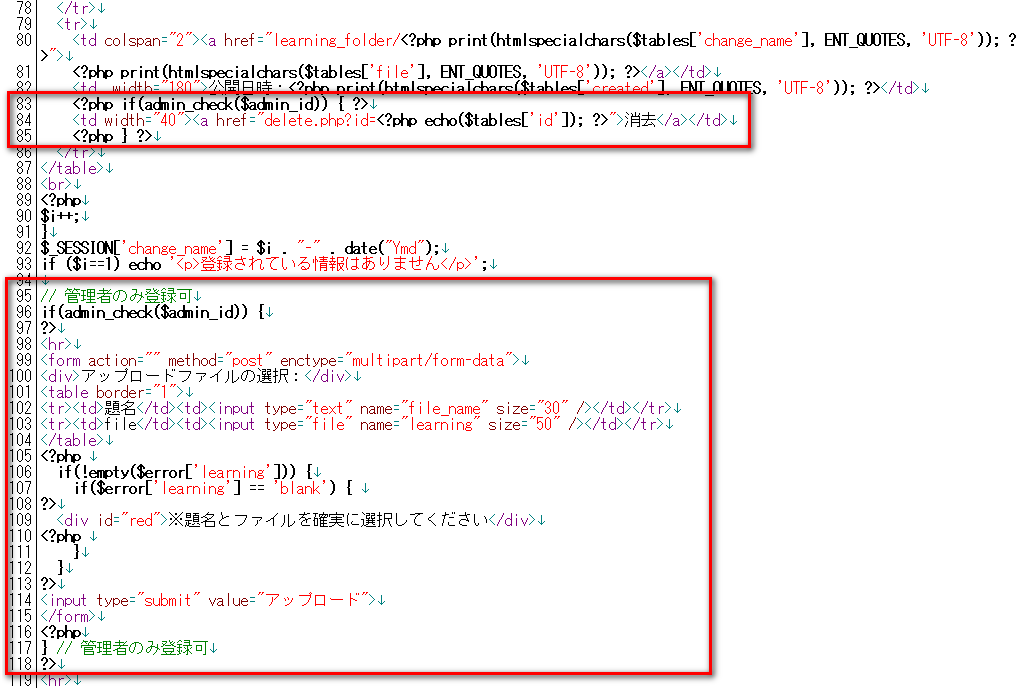 78   </tr>↓
79   <tr>↓
80     <td colspan="2"><a href="learning_folder/<?php print(htmlspecialchars($tables['change_name'], ENT_QUOTES, 'UTF-8')); ?
>">↓
81     <?php print(htmlspecialchars($tables['file'], ENT_QUOTES, 'UTF-8')); ?></a></td>↓
82     <td  width="180">公開日時:<?php print(htmlspecialchars($tables['created'], ENT_QUOTES, 'UTF-8')); ?></td>↓
83     <?php if(admin_check($admin_id)) { ?>↓
84     <td width="40"><a href="delete.php?id=<?php echo($tables['id']); ?>">消去</a></td>↓
85     <?php } ?>↓
86   </tr>↓
87 </table>↓
88 <br>↓
89 <?php↓
90 $i++;↓
91 }↓
92 $_SESSION['change_name'] = $i . "-" . date("Ymd");↓
93 if ($i==1) echo '<p>登録されている情報はありません</p>';↓
94 ↓
95 // 管理者のみ登録可↓
96 if(admin_check($admin_id)) {↓
97 ?>↓
98 <hr>↓
99 <form action="" method="post" enctype="multipart/form-data">↓
100 <div>アップロードファイルの選択:</div>↓
101 <table border="1">↓
102 <tr><td>題名</td><td><input type="text" name="file_name" size="30" /></td></tr>↓
103 <tr><td>file</td><td><input type="file" name="learning" size="50" /></td></tr>↓
104 </table>↓
105 <?php ↓
106   if(!empty($error['learning'])) {↓
107     if($error['learning'] == 'blank') { ↓
108 ?>↓
109   <div id="red">※題名とファイルを確実に選択してください</div>↓
110 <?php ↓
111     }↓
112   }↓
113 ?>↓
114 <input type="submit" value="アップロード">↓
115 </form>↓
116 <?php↓
117 } // 管理者のみ登録可↓
118 ?>↓
119 <hr>↓